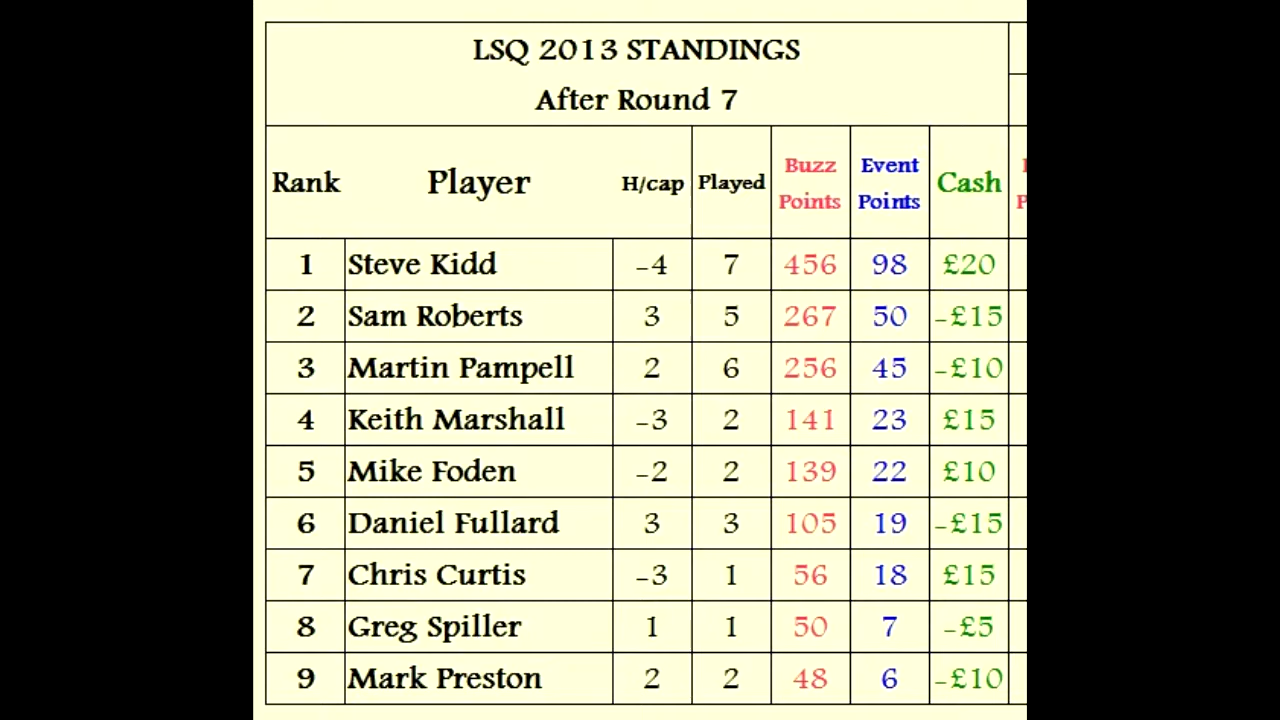 LSQ 2013 STANDINGS
After Round 7
Rank Player H/cap Played Buzz Points Event Points Cash
1 Steve Kidd -4 7 456 98 £20
2 Sam Roberts 3 5 267 50 -£15
3 Martin Pampell 2 6 256 45 -£10
4 Keith Marshall -3 2 141 23 £15
5 Mike Foden -2 2 139 22 £10
6 Daniel Fullard 3 3 105 19 -£15
7 Chris Curtis -3 1 56 18 £15
8 Greg Spiller 1 1 50 7 -£5
9 Mark Preston 2 2 48 6 -£10